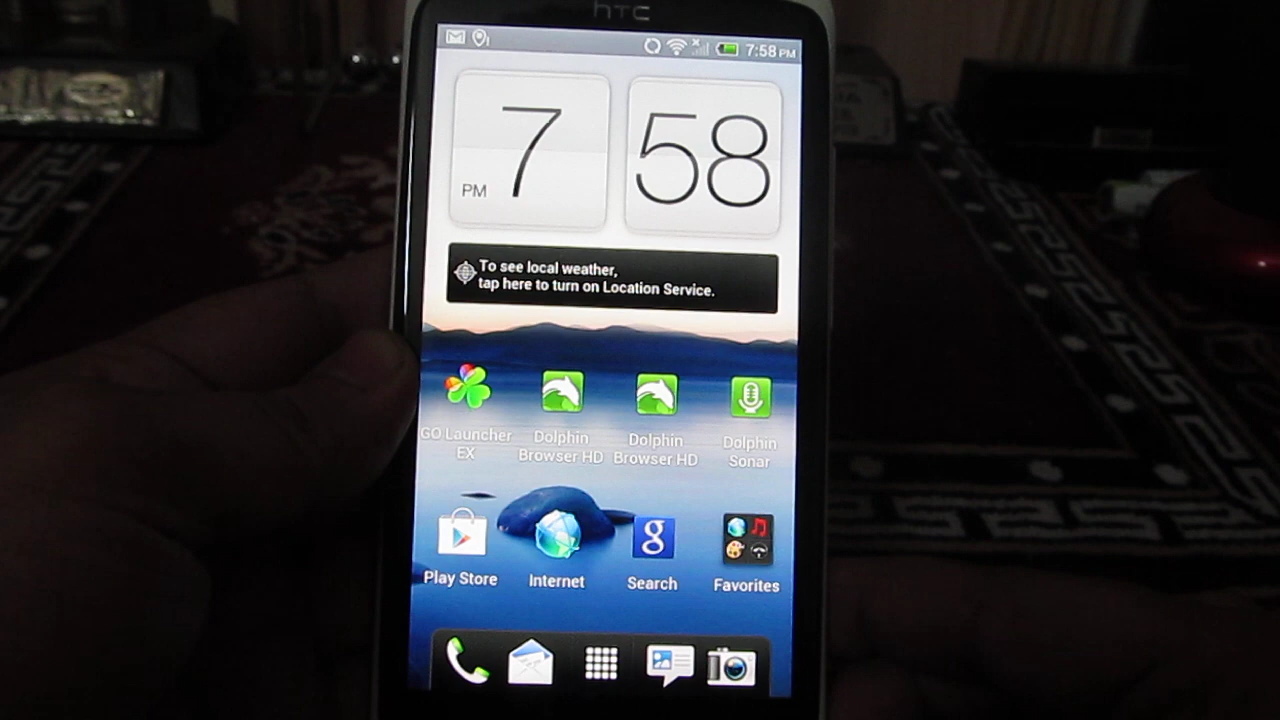 hTC
7:58 PM
7 58
PM
To see local weather,
tap here to turn on Location Service.
GO Launcher
EX
Dolphin
Browser HD
Dolphin
Browser HD
Dolphin
Sonar
g
Play Store
Internet
Search
Favorites